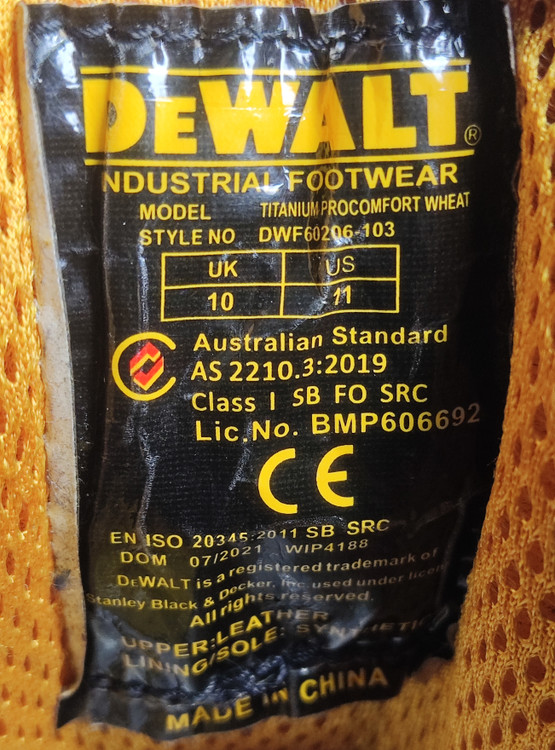 DEWALT®
NDUSTRIAL FOOTWEAR
MODEL TITANIUM PROCOMFORT WHEAT
STYLE NO DWF60206-103
UK US
10 11
Australian Standard
AS 2210.3:2019
Class I SB FO SRC
Lic.No. BMP606692
CE
EN ISO 20345:2011 SB SRC
DOM 07/2021 WIP4188
DEWALT is a registered trademark of
Stanley Black & Decker, Inc. used under
All rights reserved.
UPPER:LEATHER
LINING/SOLE:
MADE IN CHINA